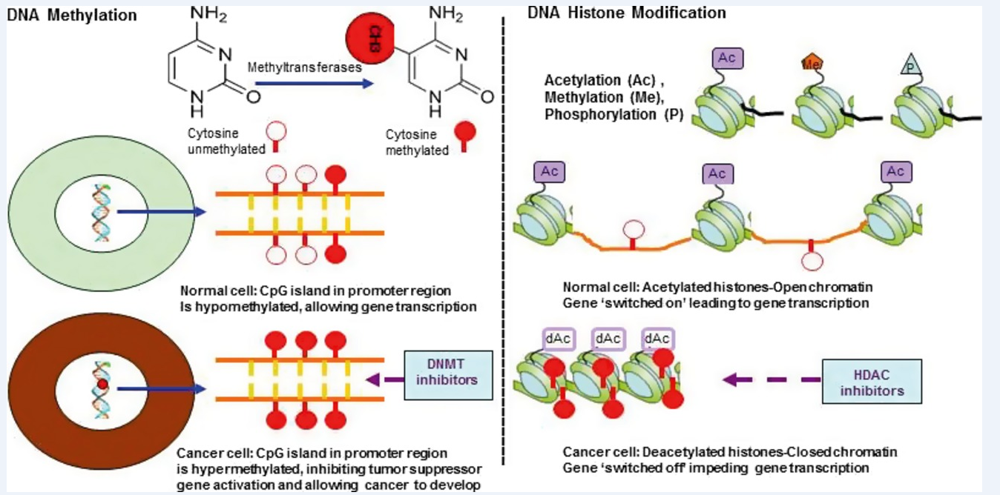 DNA Methylation
NH2
N
N
H
O
Methyltransferases
CH3
NH2
N
N
H
O
Cytosine
unmethylated
Cytosine
methylated
Normal cell: CpG island in promoter region
Is hypomethylated, allowing gene transcription
DNMT
inhibitors
Cancer cell: CpG island in promoter region
is hypermethylated, inhibiting tumor suppressor
gene activation and allowing cancer to develop
DNA Histone Modification
Acetylation (Ac) ,
Methylation (Me),
Phosphorylation (P)
Ac
Me
P
Ac
Ac
Ac
Normal cell: Acetylated histones-Open chromatin
Gene ‘switched on’ leading to gene transcription
dAc
dAc
dAc
HDAC
inhibitors
Cancer cell: Deacetylated histones-Closed chromatin
Gene ‘switched off’ impeding gene transcription